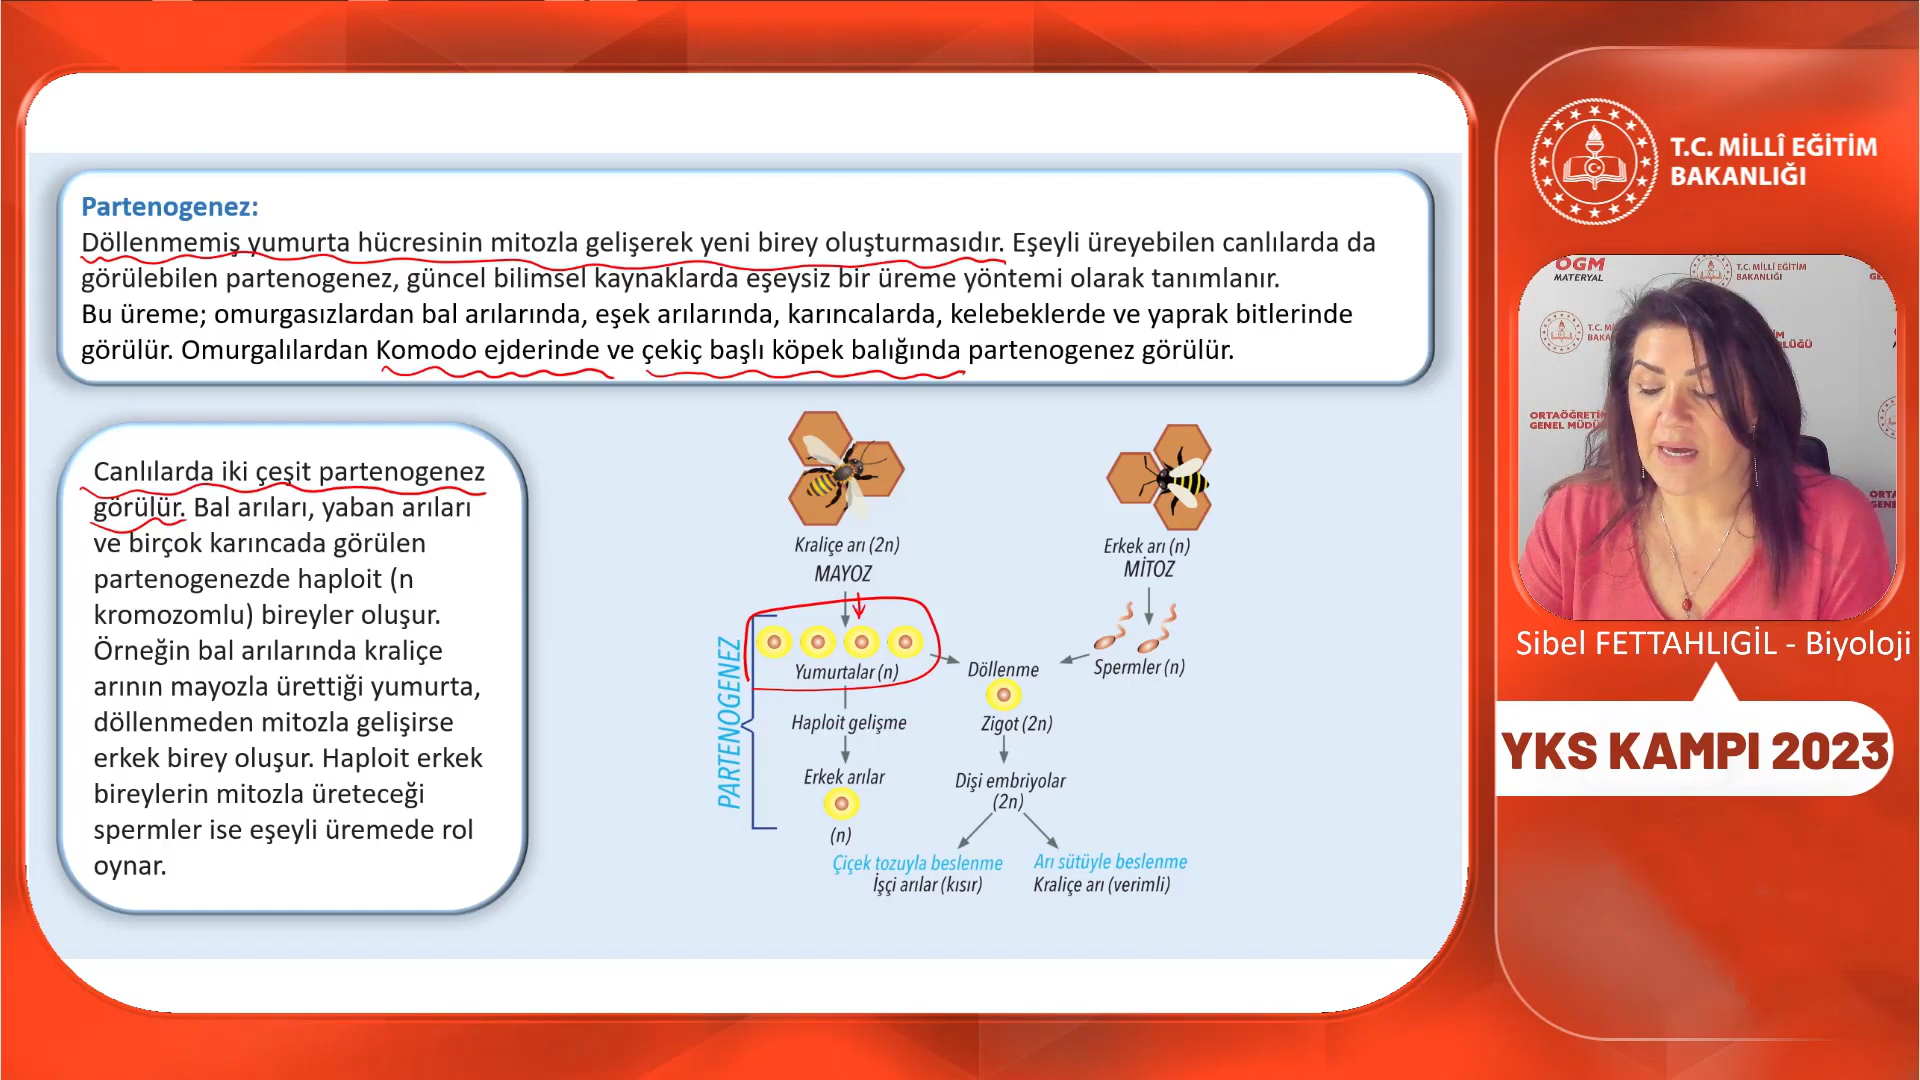 Partenogenez:
Döllenmemiş yumurta hücresinin mitozla gelişerek yeni birey oluşturmasıdır. Eşeyli üreyebilen canlılarda da
görülebilen partenogenez, güncel bilimsel kaynaklarda eşeysiz bir üreme yöntemi olarak tanımlanır.
Bu üreme; omurgasızlardan bal arılarında, eşek arılarında, karıncalarda, kelebeklerde ve yaprak bitlerinde
görülür. Omurgalılardan Komodo ejderinde ve çekiç başlı köpek balığında partenogenez görülür.
Canlılarda iki çeşit partenogenez
görülür. Bal arıları, yaban arıları
ve birçok karıncada görülen
partenogenezde haploit (n
kromozomlu) bireyler oluşur.
Örneğin bal arılarında kraliçe
arının mayozla ürettiği yumurta,
döllenmeden mitozla gelişirse
erkek birey oluşur. Haploit erkek
bireylerin mitozla üreteceği
spermler ise eşeyli üremede rol
oynar.
Kraliçe arı (2n)
MAYOZ
Erkek arı (n)
MİTOZ
PARTENOGENEZ
Yumurtalar (n)
Döllenme
Spermler (n)
Haploit gelişme
Zigot (2n)
Erkek arılar
(n)
Dişi embriyolar
(2n)
Çiçek tozuyla beslenme
İşçi arılar (kısır)
Arı sütüyle beslenme
Kraliçe arı (verimli)
T.C. MİLLÎ EĞİTİM
BAKANLIĞI
ÖGM
MATERYAL
T.C. MİLLÎ EĞİTİM
BAKANLIĞI
ORTAÖĞRETİM
GENEL
Sibel FETTAHLIGİL - Biyoloji
YKS KAMPI 2023